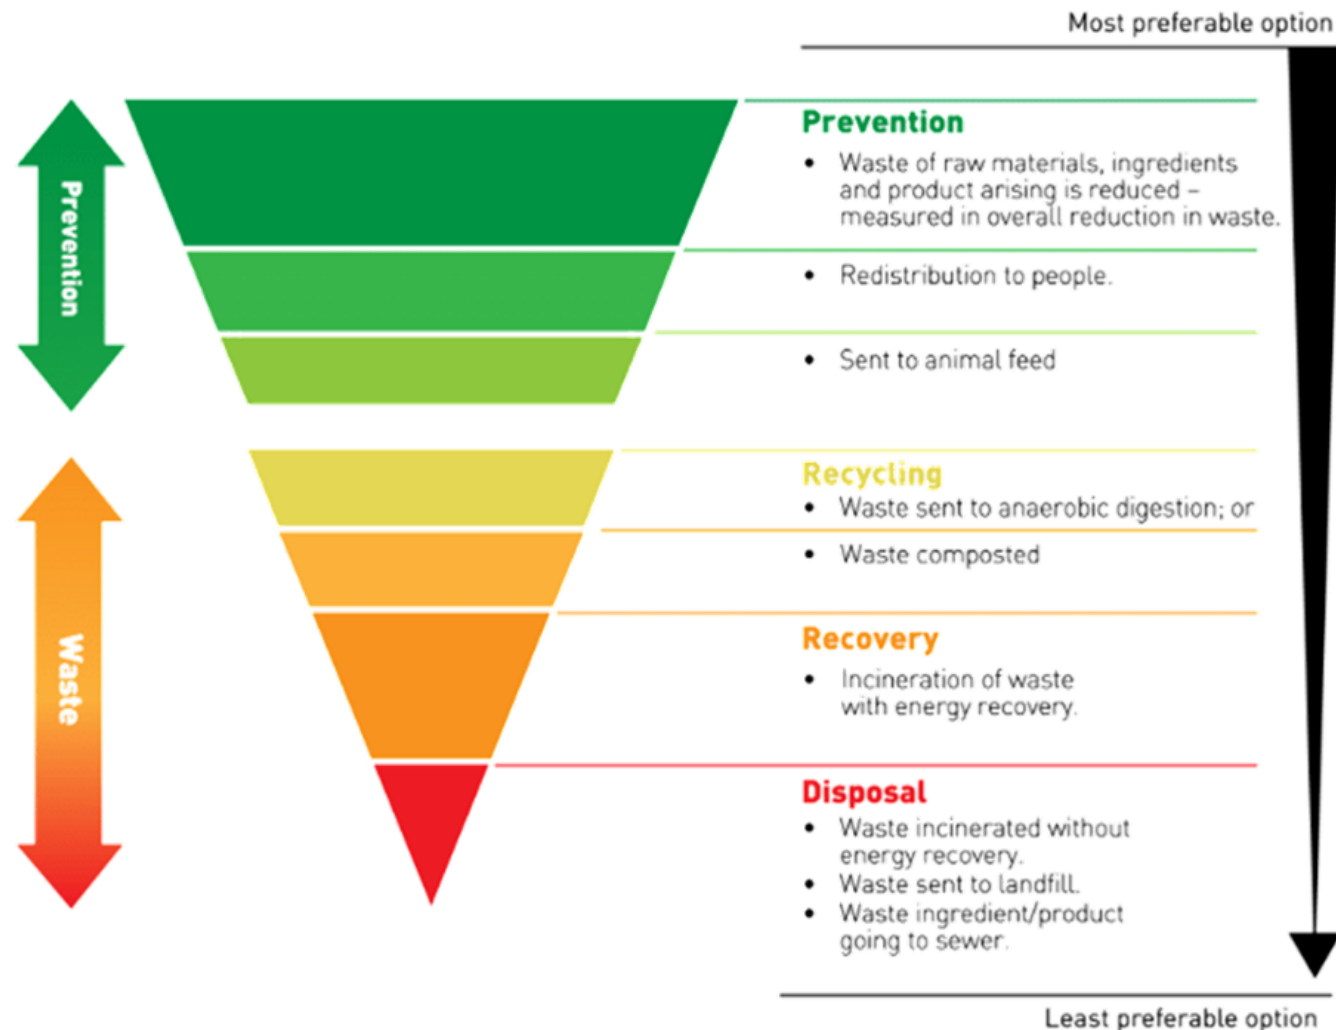 Most preferable option
Prevention
Prevention
• Waste of raw materials, ingredients
and product arising is reduced –
measured in overall reduction in waste.
• Redistribution to people.
• Sent to animal feed
Waste
Recycling
• Waste sent to anaerobic digestion; or
• Waste composted
Recovery
• Incineration of waste
with energy recovery.
Disposal
• Waste incinerated without
energy recovery.
• Waste sent to landfill.
• Waste ingredient/product
going to sewer.
Least preferable option